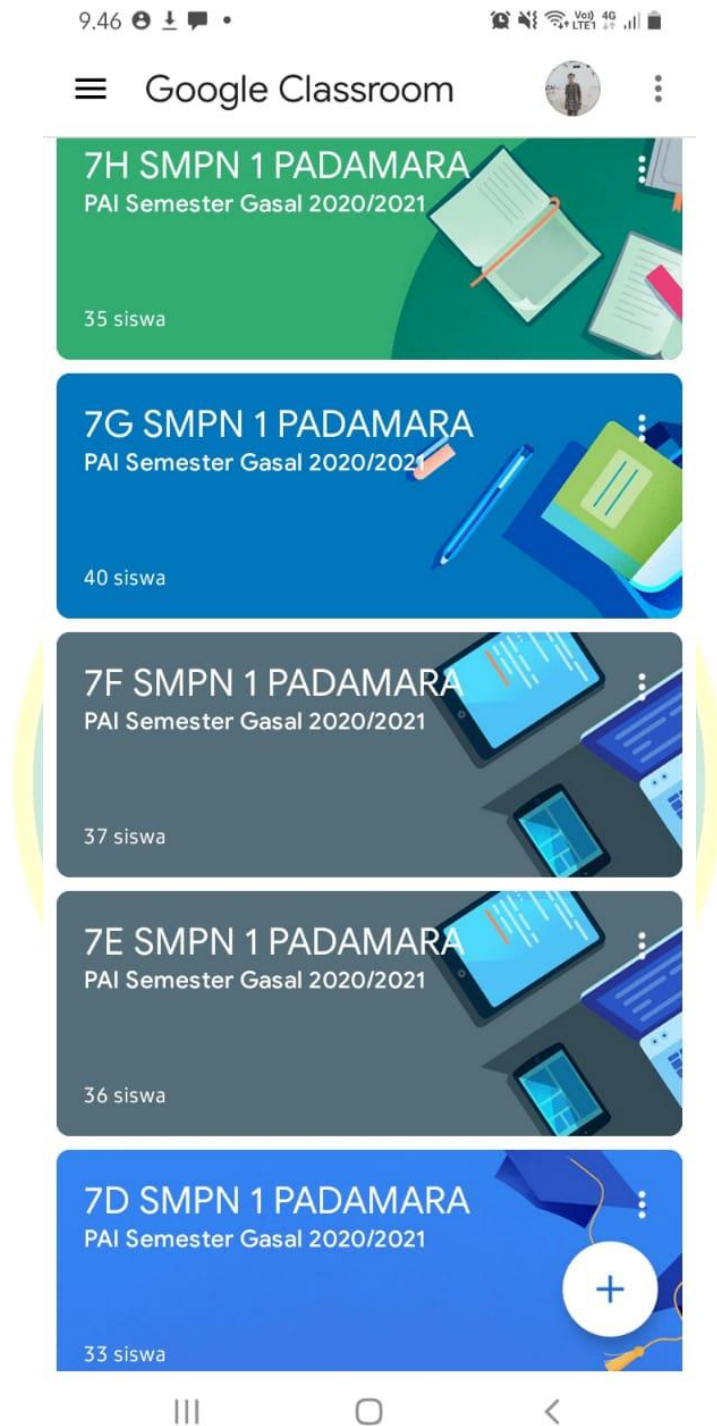 9.46
Vo) 4G
LTE1
Google Classroom
7H SMPN 1 PADAMARA
PAI Semester Gasal 2020/2021
35 siswa
7G SMPN 1 PADAMARA
PAI Semester Gasal 2020/2021
40 siswa
7F SMPN 1 PADAMARA
PAI Semester Gasal 2020/2021
37 siswa
7E SMPN 1 PADAMARA
PAI Semester Gasal 2020/2021
36 siswa
7D SMPN 1 PADAMARA
PAI Semester Gasal 2020/2021
33 siswa